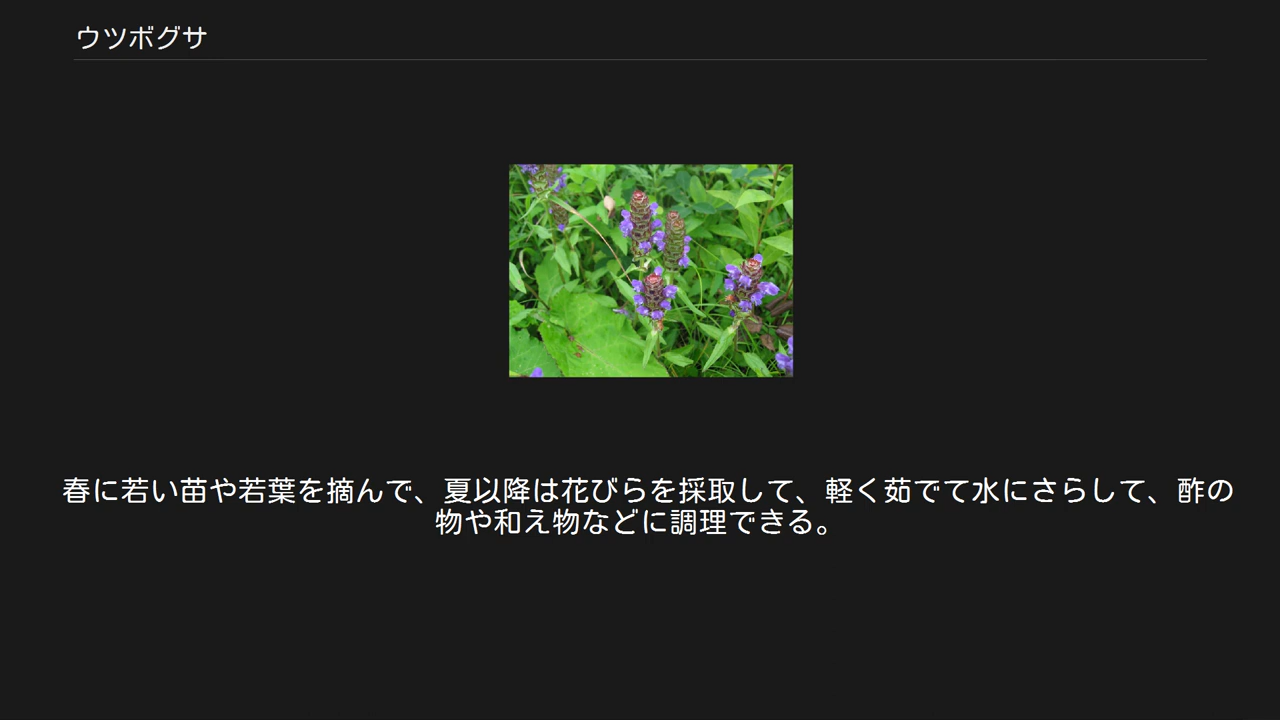 ウツボグサ
春に若い苗や若葉を摘んで、夏以降は花びらを採取して、軽く茹でて水にさらして、酢の
物や和え物などに調理できる。